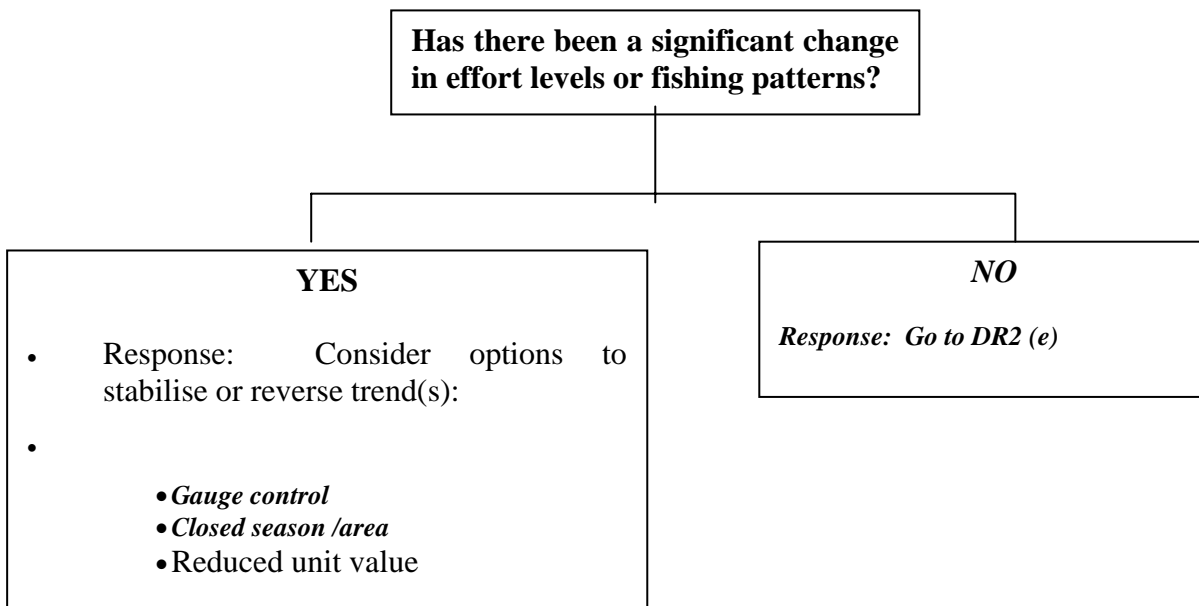 Has there been a significant change
in effort levels or fishing patterns?
YES
• Response: Consider options to
stabilise or reverse trend(s):
•
• Gauge control
• Closed season /area
• Reduced unit value
NO
Response: Go to DR2 (e)